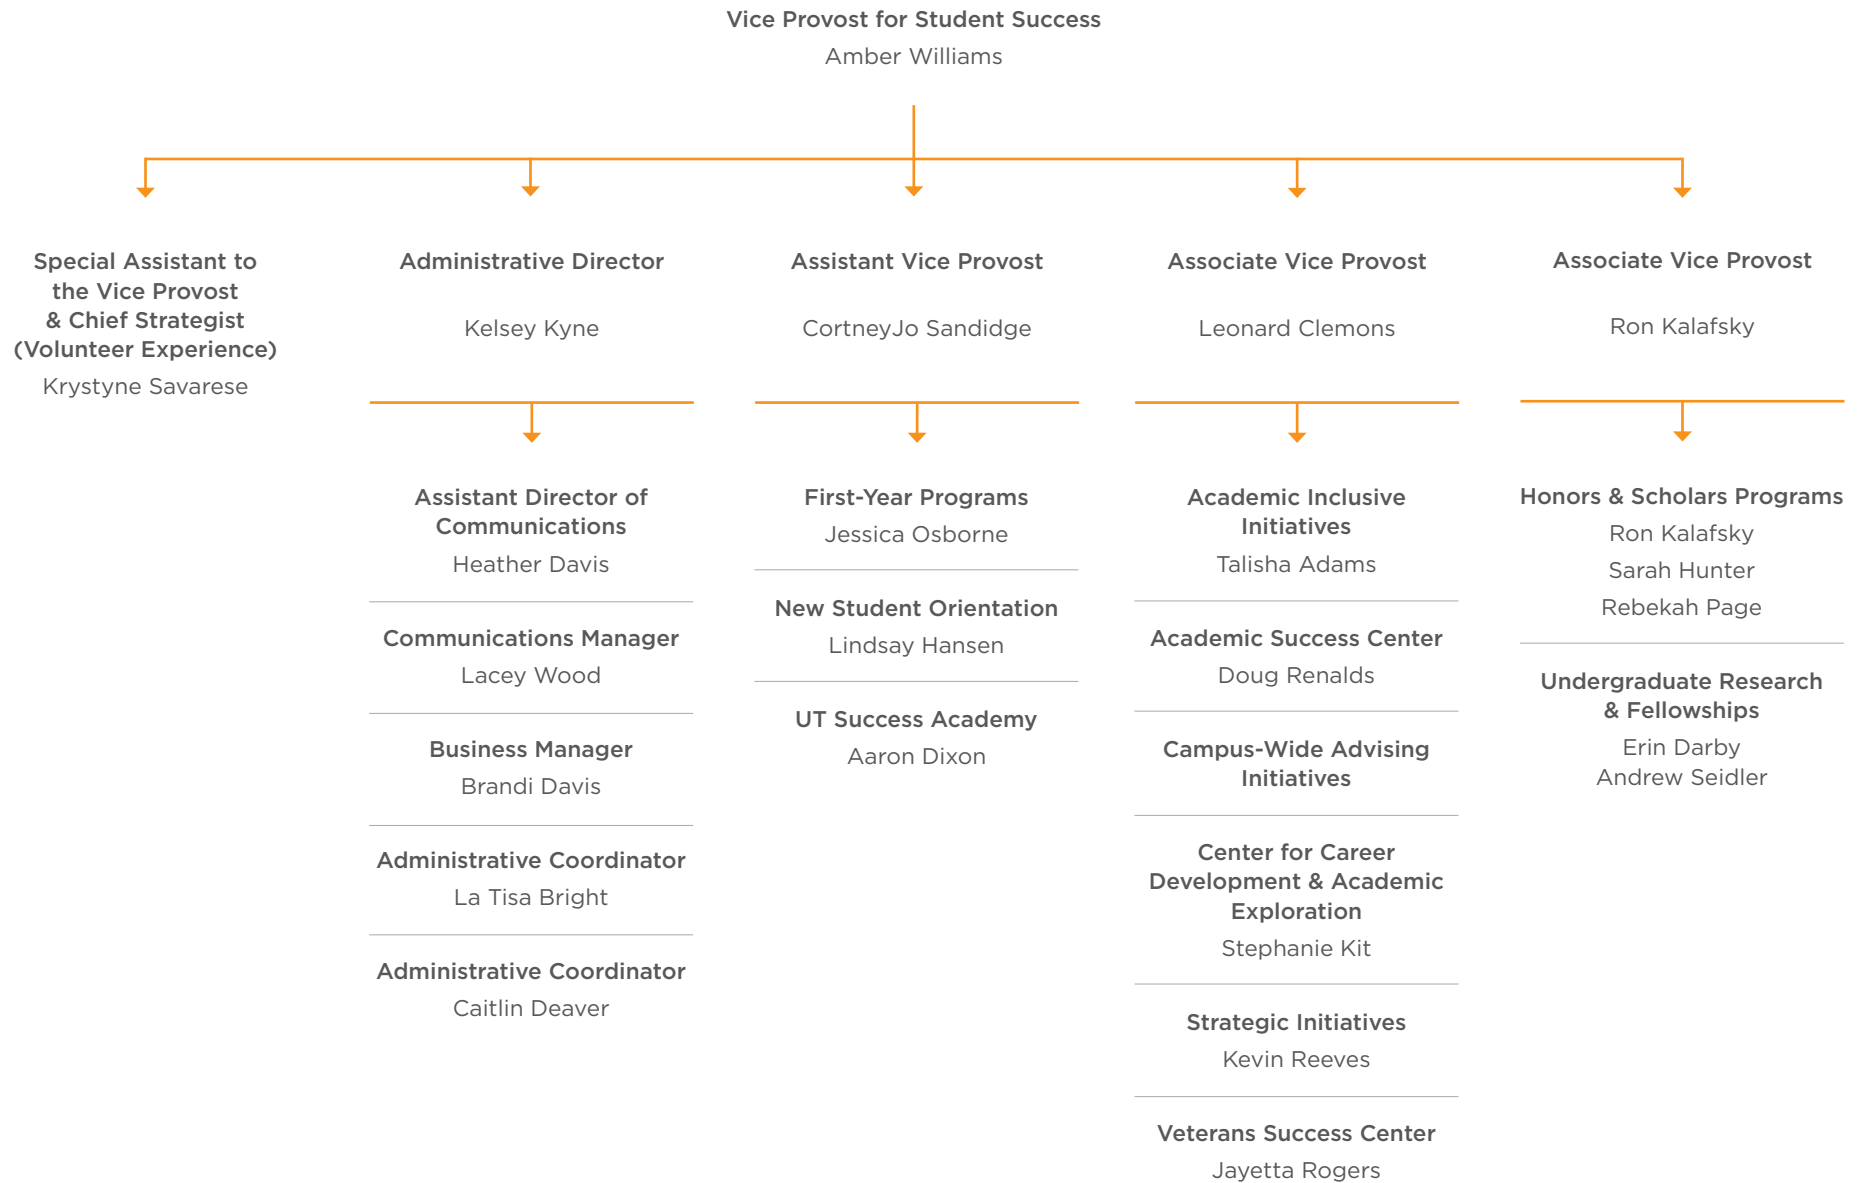 Vice Provost for Student Success
Amber Williams
Special Assistant to
the Vice Provost
& Chief Strategist
(Volunteer Experience)
Krystyne Savarese
Administrative Director
Kelsey Kyne
Assistant Director of
Communications
Heather Davis
Communications Manager
Lacey Wood
Business Manager
Brandi Davis
Administrative Coordinator
La Tisa Bright
Administrative Coordinator
Caitlin Deaver
Assistant Vice Provost
CortneyJo Sandidge
First-Year Programs
Jessica Osborne
New Student Orientation
Lindsay Hansen
UT Success Academy
Aaron Dixon
Associate Vice Provost
Leonard Clemons
Academic Inclusive
Initiatives
Talisha Adams
Academic Success Center
Doug Renalds
Campus-Wide Advising
Initiatives
Center for Career
Development & Academic
Exploration
Stephanie Kit
Strategic Initiatives
Kevin Reeves
Veterans Success Center
Jayetta Rogers
Associate Vice Provost
Ron Kalafsky
Honors & Scholars Programs
Ron Kalafsky
Sarah Hunter
Rebekah Page
Undergraduate Research
& Fellowships
Erin Darby
Andrew Seidler